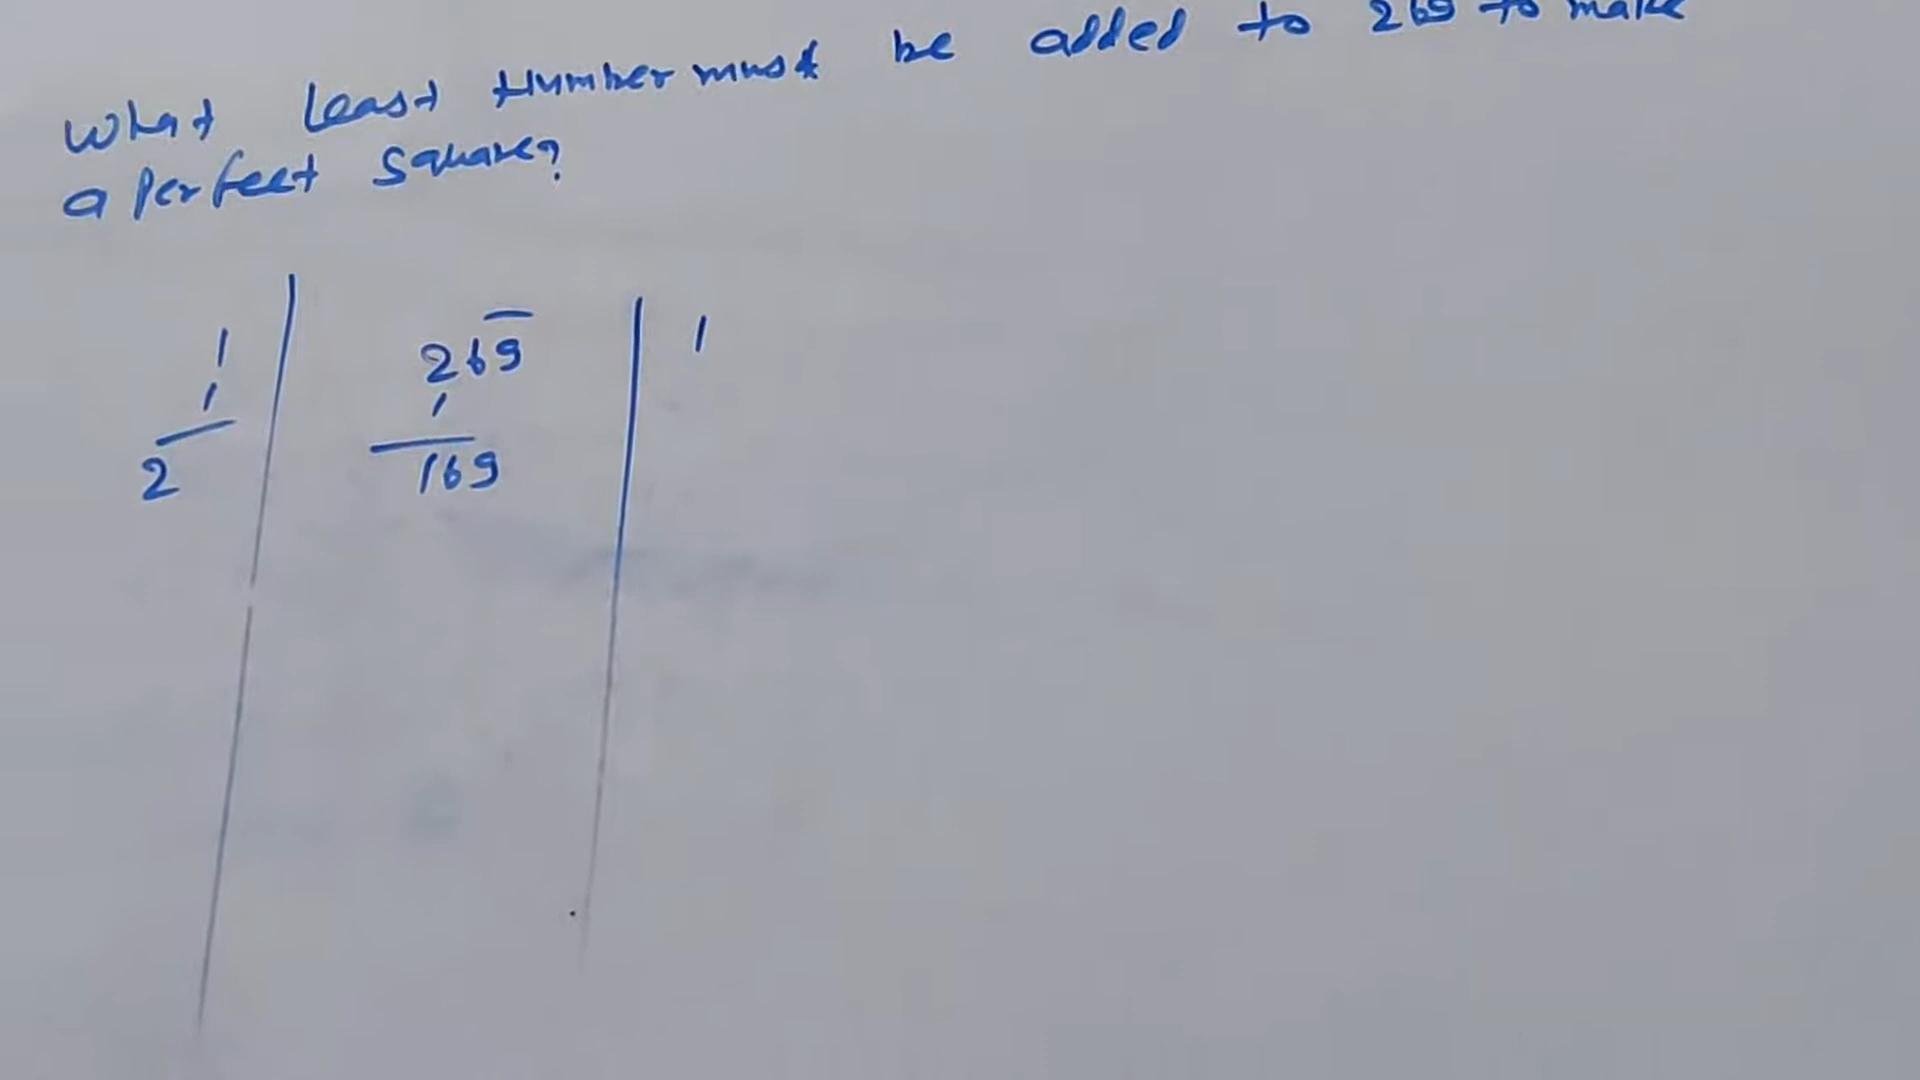 What least number must be added to 269 to make
a perfect square?
1 269 1
1 1
2 169